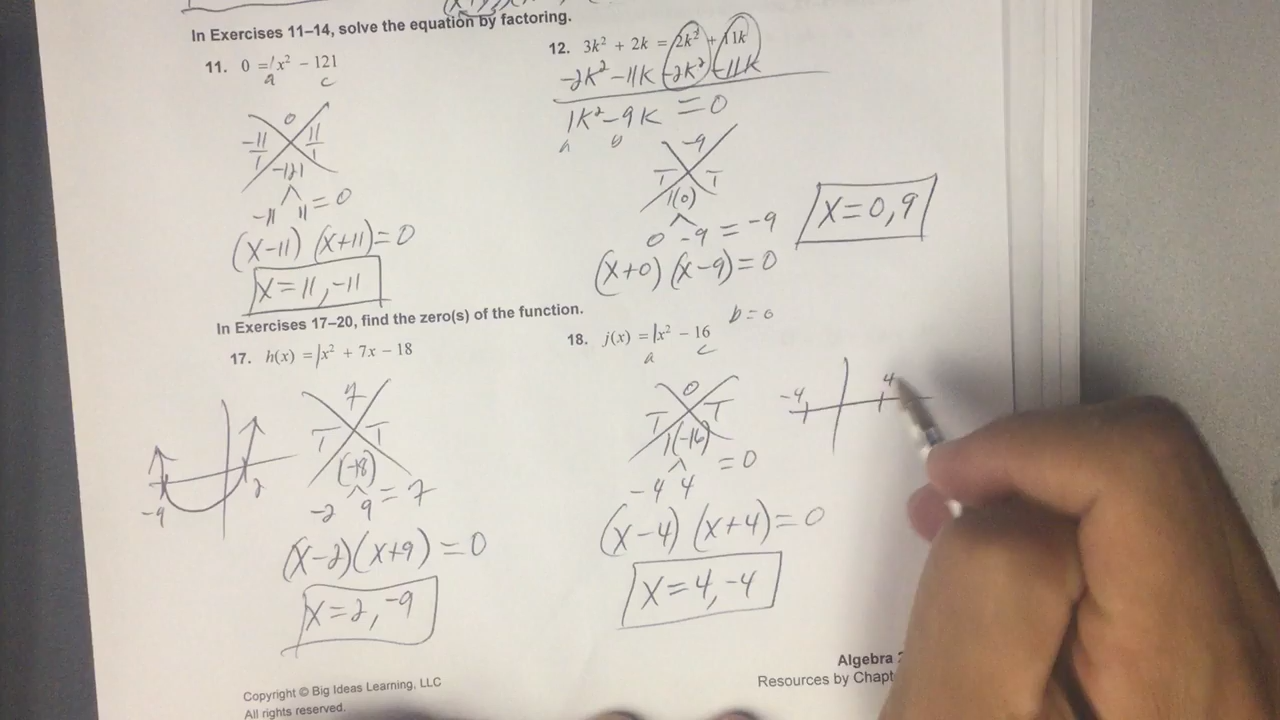 In Exercises 11–14, solve the equation by factoring.
11. 0 = 1x² − 121
a c
0
-11/1 11/1
-121
-11 11 = 0
(x-11) (x+11) = 0
x = 11, -11
12. 3k² + 2k = 2k² + 11k
-2k² - 11k -2k² - 11k
1k² - 9k = 0
a b
-9
1 1
1(0)
0 -9 = -9
(x+0) (x-9) = 0
x = 0, 9
In Exercises 17–20, find the zero(s) of the function.
17. h(x) = 1x² + 7x − 18
7
1 1
(-18)
-2 9 = 7
-9 2
(x-2)(x+9) = 0
x = 2, -9
18. j(x) = 1x² − 16
b = 0
a c
0
1 1
1(-16)
-4 4 = 0
-4 4
(x-4) (x+4) = 0
x = 4, -4
Copyright © Big Ideas Learning, LLC
All rights reserved.
Algebra
Resources by